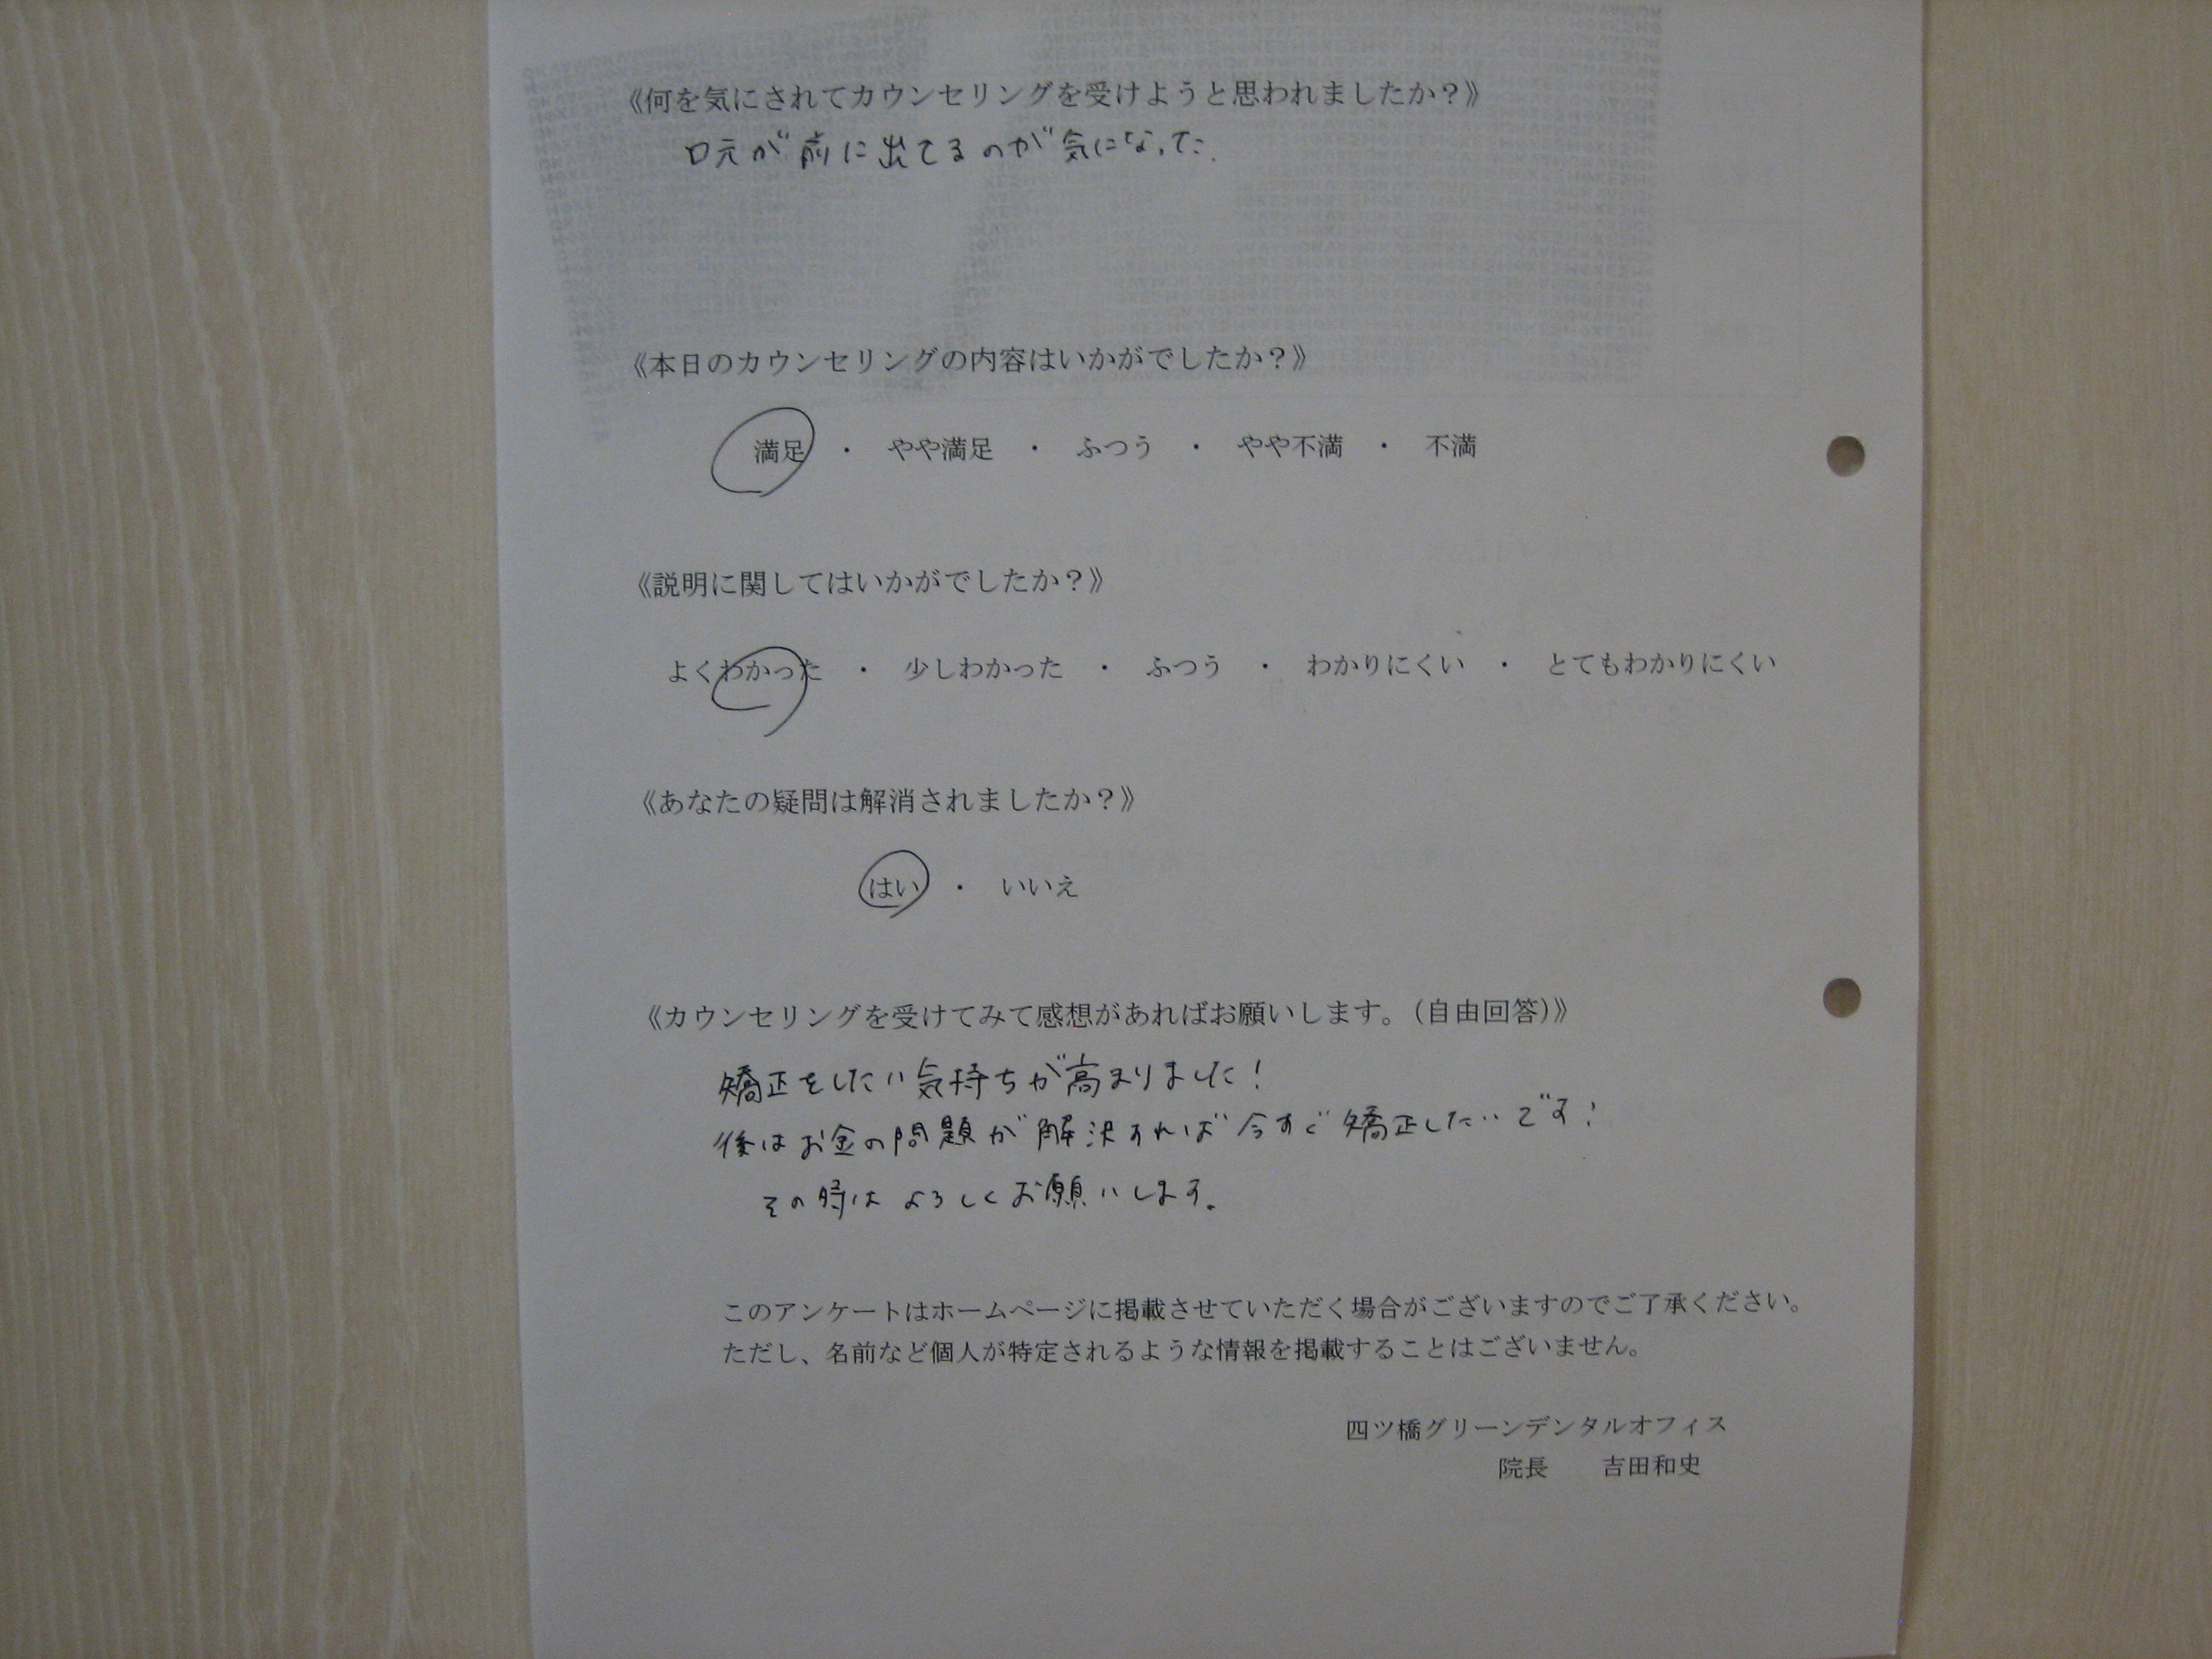 《何を気にされてカウンセリングを受けようと思われましたか？》
口元が前に出てるのが気になった.
《本日のカウンセリングの内容はいかがでしたか？》
満足 ・ やや満足 ・ ふつう ・ やや不満 ・ 不満
《説明に関してはいかがでしたか？》
よくわかった ・ 少しわかった ・ ふつう ・ わかりにくい ・ とてもわかりにくい
《あなたの疑問は解消されましたか？》
はい ・ いいえ
《カウンセリングを受けてみて感想があればお願いします。（自由回答）》
矯正をしたい気持ちが高まりました！
後はお金の問題が解決すれば今すぐ矯正したいです！
その時はよろしくお願いします。
このアンケートはホームページに掲載させていただく場合がございますのでご了承ください。
ただし、名前など個人が特定されるような情報を掲載することはございません。
四ツ橋グリーンデンタルオフィス
院長 吉田和史